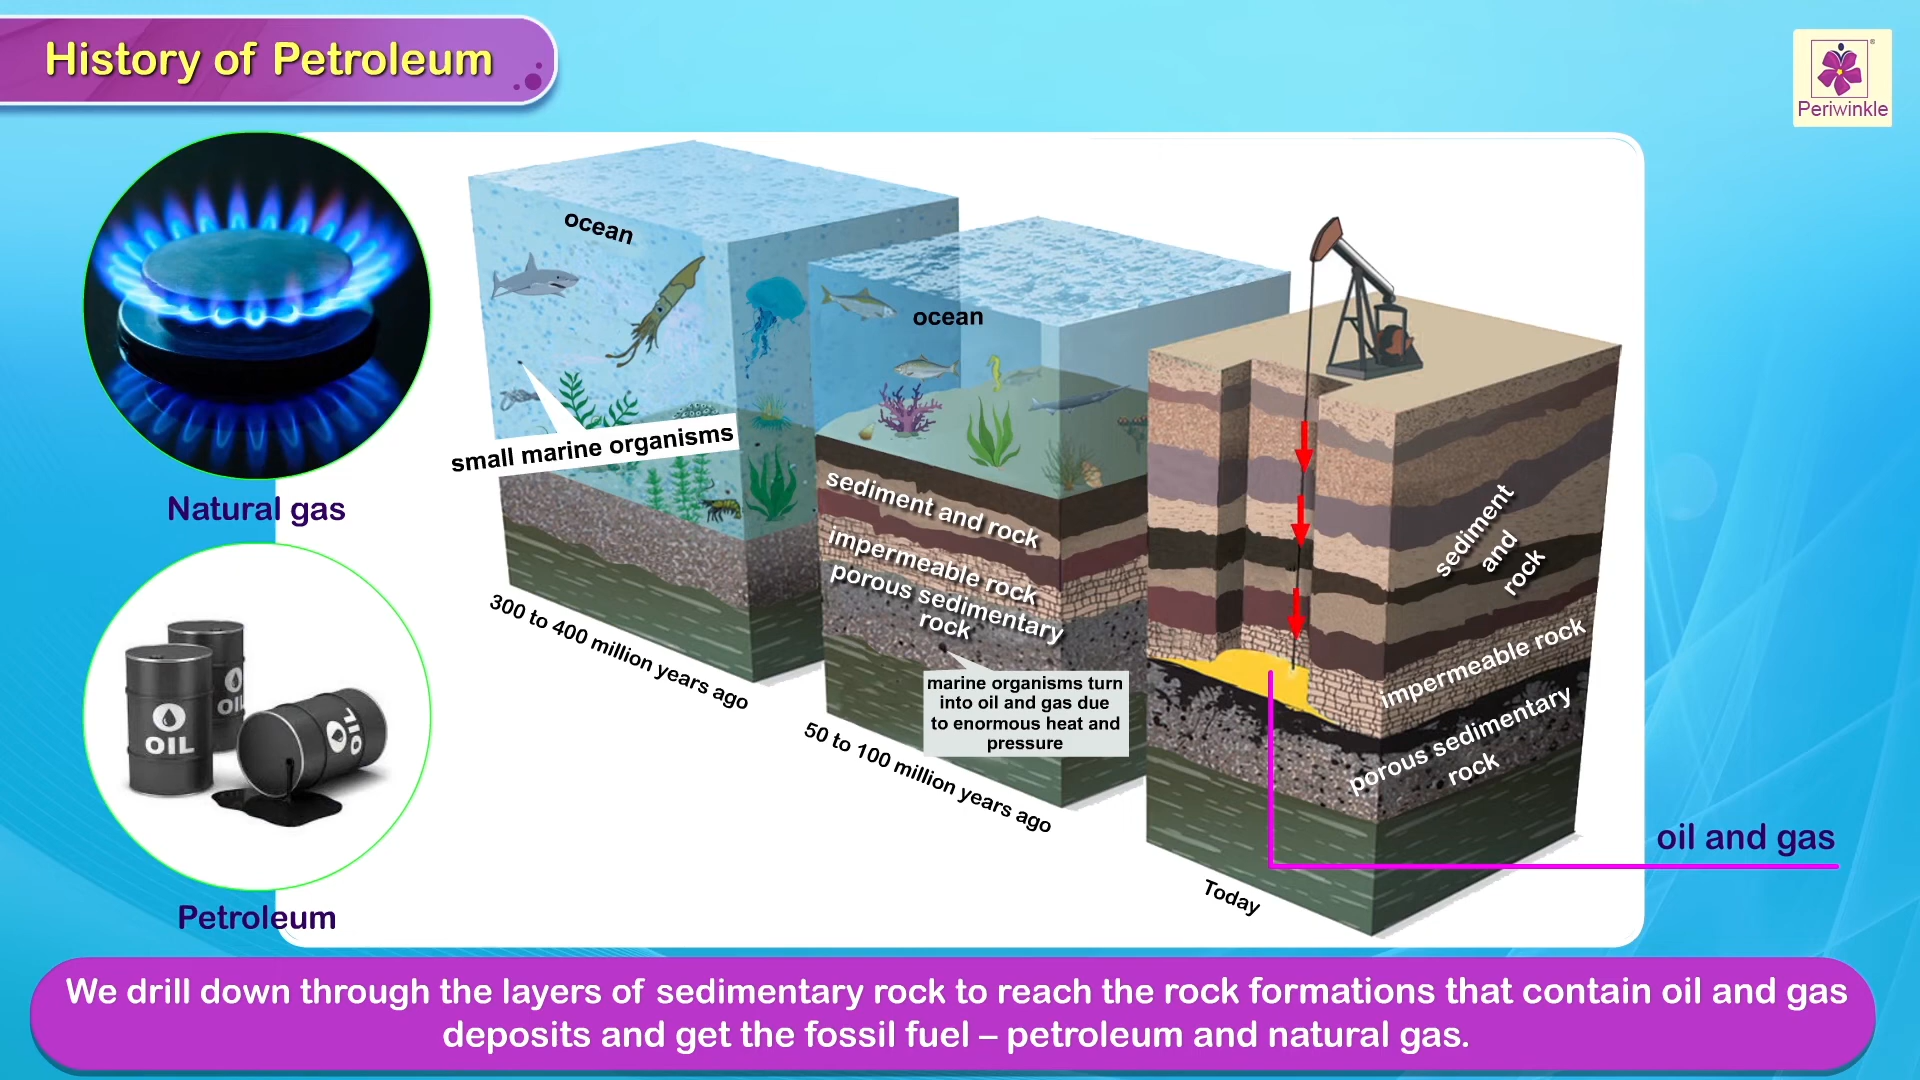 History of Petroleum
®
Periwinkle
Natural gas
OIL
OIL
OIL
Petroleum
ocean
small marine organisms
300 to 400 million years ago
ocean
sediment and rock
impermeable rock
porous sedimentary
rock
marine organisms turn
into oil and gas due
to enormous heat and
pressure
50 to 100 million years ago
sediment
and
rock
impermeable rock
porous sedimentary
rock
Today
oil and gas
We drill down through the layers of sedimentary rock to reach the rock formations that contain oil and gas
deposits and get the fossil fuel – petroleum and natural gas.